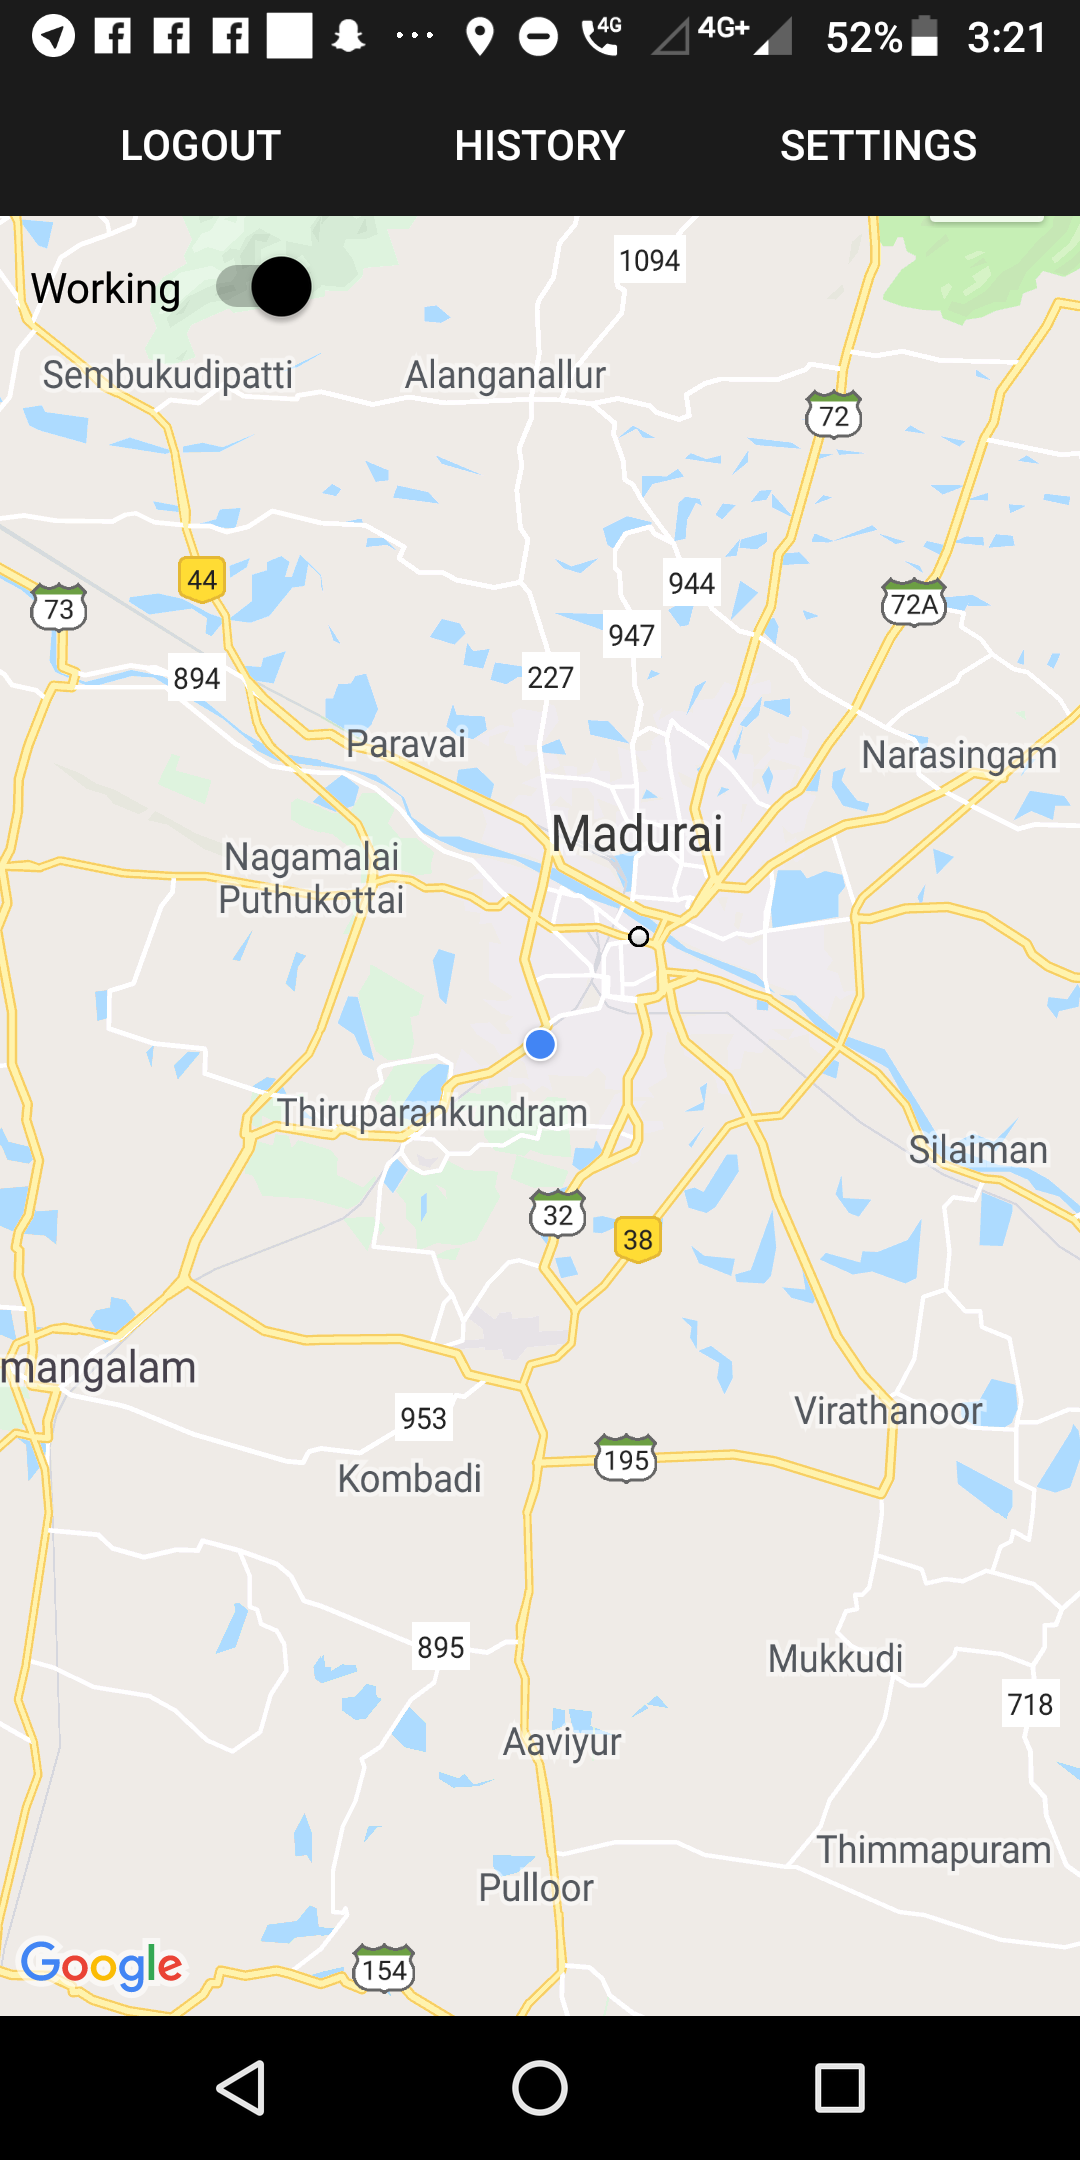 4G 4G+ 52% 3:21
LOGOUT HISTORY SETTINGS
1094
Working
Sembukudipatti Alanganallur
72
44
944
73
72A
947
894
227
Paravai
Narasingam
Madurai
Nagamalai
Puthukottai
Thiruparankundram
Silaiman
32
38
mangalam
Virathanoor
953
195
Kombadi
895
Mukkudi
718
Aaviyur
Thimmapuram
Pulloor
Google
154